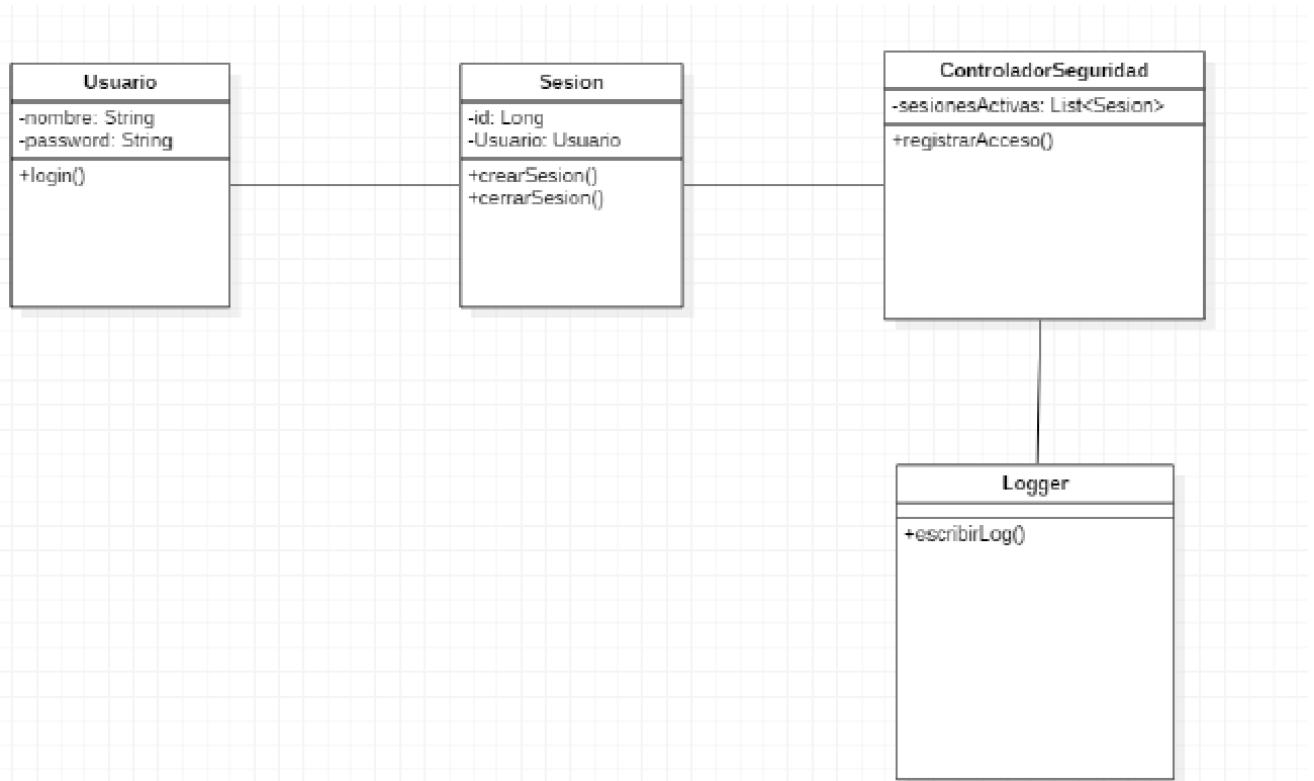 Usuario
-nombre: String
-password: String
+login()
Sesion
-id: Long
-Usuario: Usuario
+crearSesion()
+cerrarSesion()
ControladorSeguridad
-sesionesActivas: List<Sesion>
+registrarAcceso()
Logger
+escribirLog()